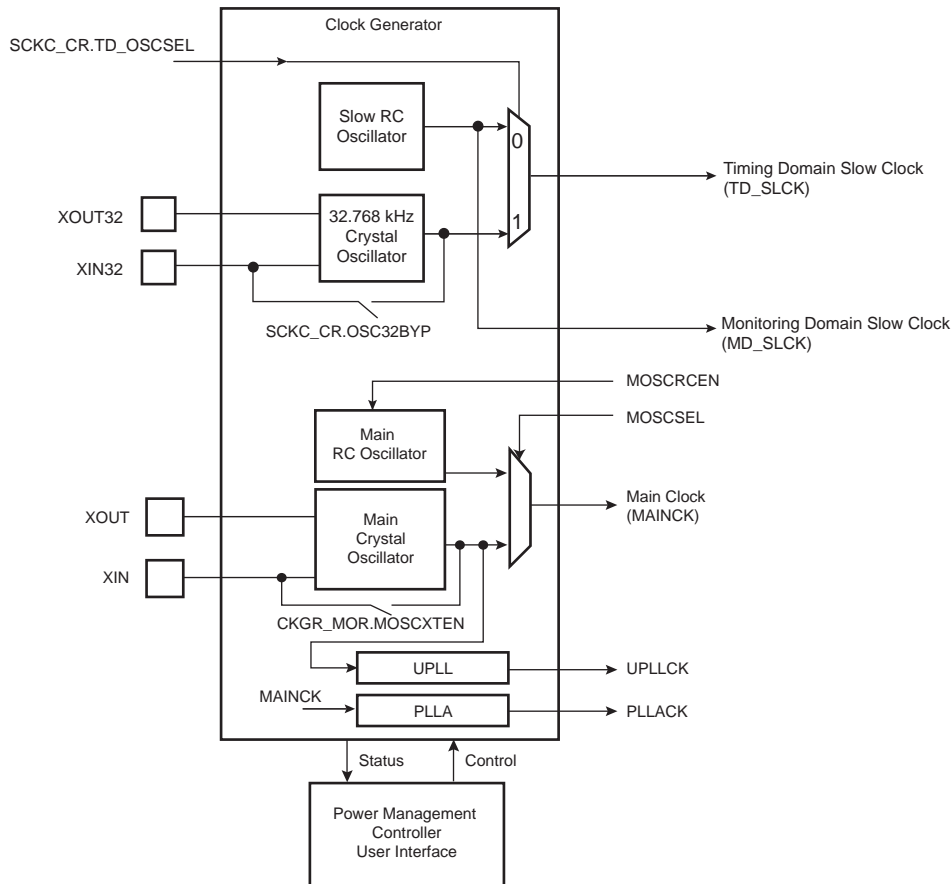 Clock Generator
SCKC_CR.TD_OSCSEL
Slow RC
Oscillator
0
Timing Domain Slow Clock
(TD_SLCK)
XOUT32
32.768 kHz
Crystal
Oscillator
1
XIN32
SCKC_CR.OSC32BYP
Monitoring Domain Slow Clock
(MD_SLCK)
MOSCRCEN
MOSCSEL
Main
RC Oscillator
Main Clock
(MAINCK)
XOUT
Main
Crystal
Oscillator
XIN
CKGR_MOR.MOSCXTEN
UPLL
UPLLCK
MAINCK
PLLA
PLLACK
Status
Control
Power Management
Controller
User Interface